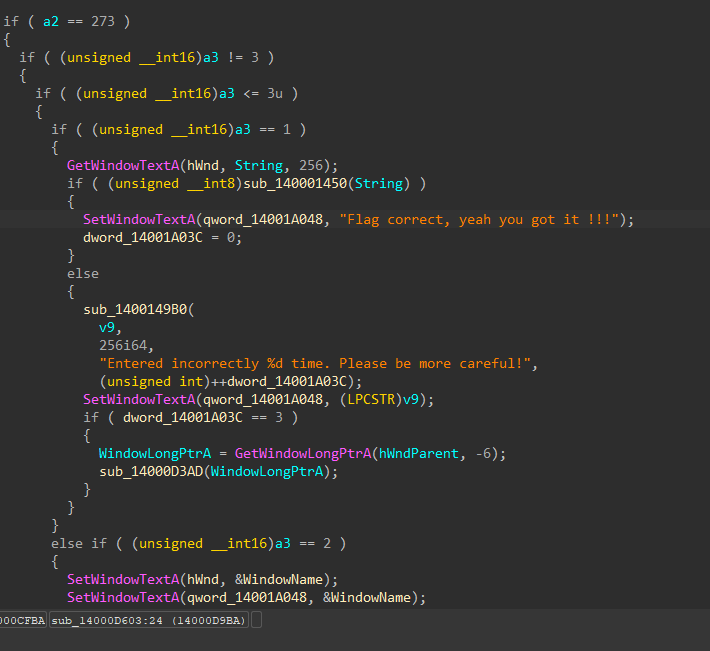 if ( a2 == 273 )
{
  if ( (unsigned __int16)a3 != 3 )
  {
    if ( (unsigned __int16)a3 <= 3u )
    {
      if ( (unsigned __int16)a3 == 1 )
      {
        GetWindowTextA(hWnd, String, 256);
        if ( (unsigned __int8)sub_140001450(String) )
        {
          SetWindowTextA(qword_14001A048, "Flag correct, yeah you got it !!!");
          dword_14001A03C = 0;
        }
        else
        {
          sub_1400149B0(
            v9,
            256i64,
            "Entered incorrectly %d time. Please be more careful!",
            (unsigned int)++dword_14001A03C);
          SetWindowTextA(qword_14001A048, (LPCSTR)v9);
          if ( dword_14001A03C == 3 )
          {
            WindowLongPtrA = GetWindowLongPtrA(hWndParent, -6);
            sub_14000D3AD(WindowLongPtrA);
          }
        }
      }
      else if ( (unsigned __int16)a3 == 2 )
      {
        SetWindowTextA(hWnd, &WindowName);
        SetWindowTextA(qword_14001A048, &WindowName);
000CFBA sub_14000D603:24 (14000D9BA)